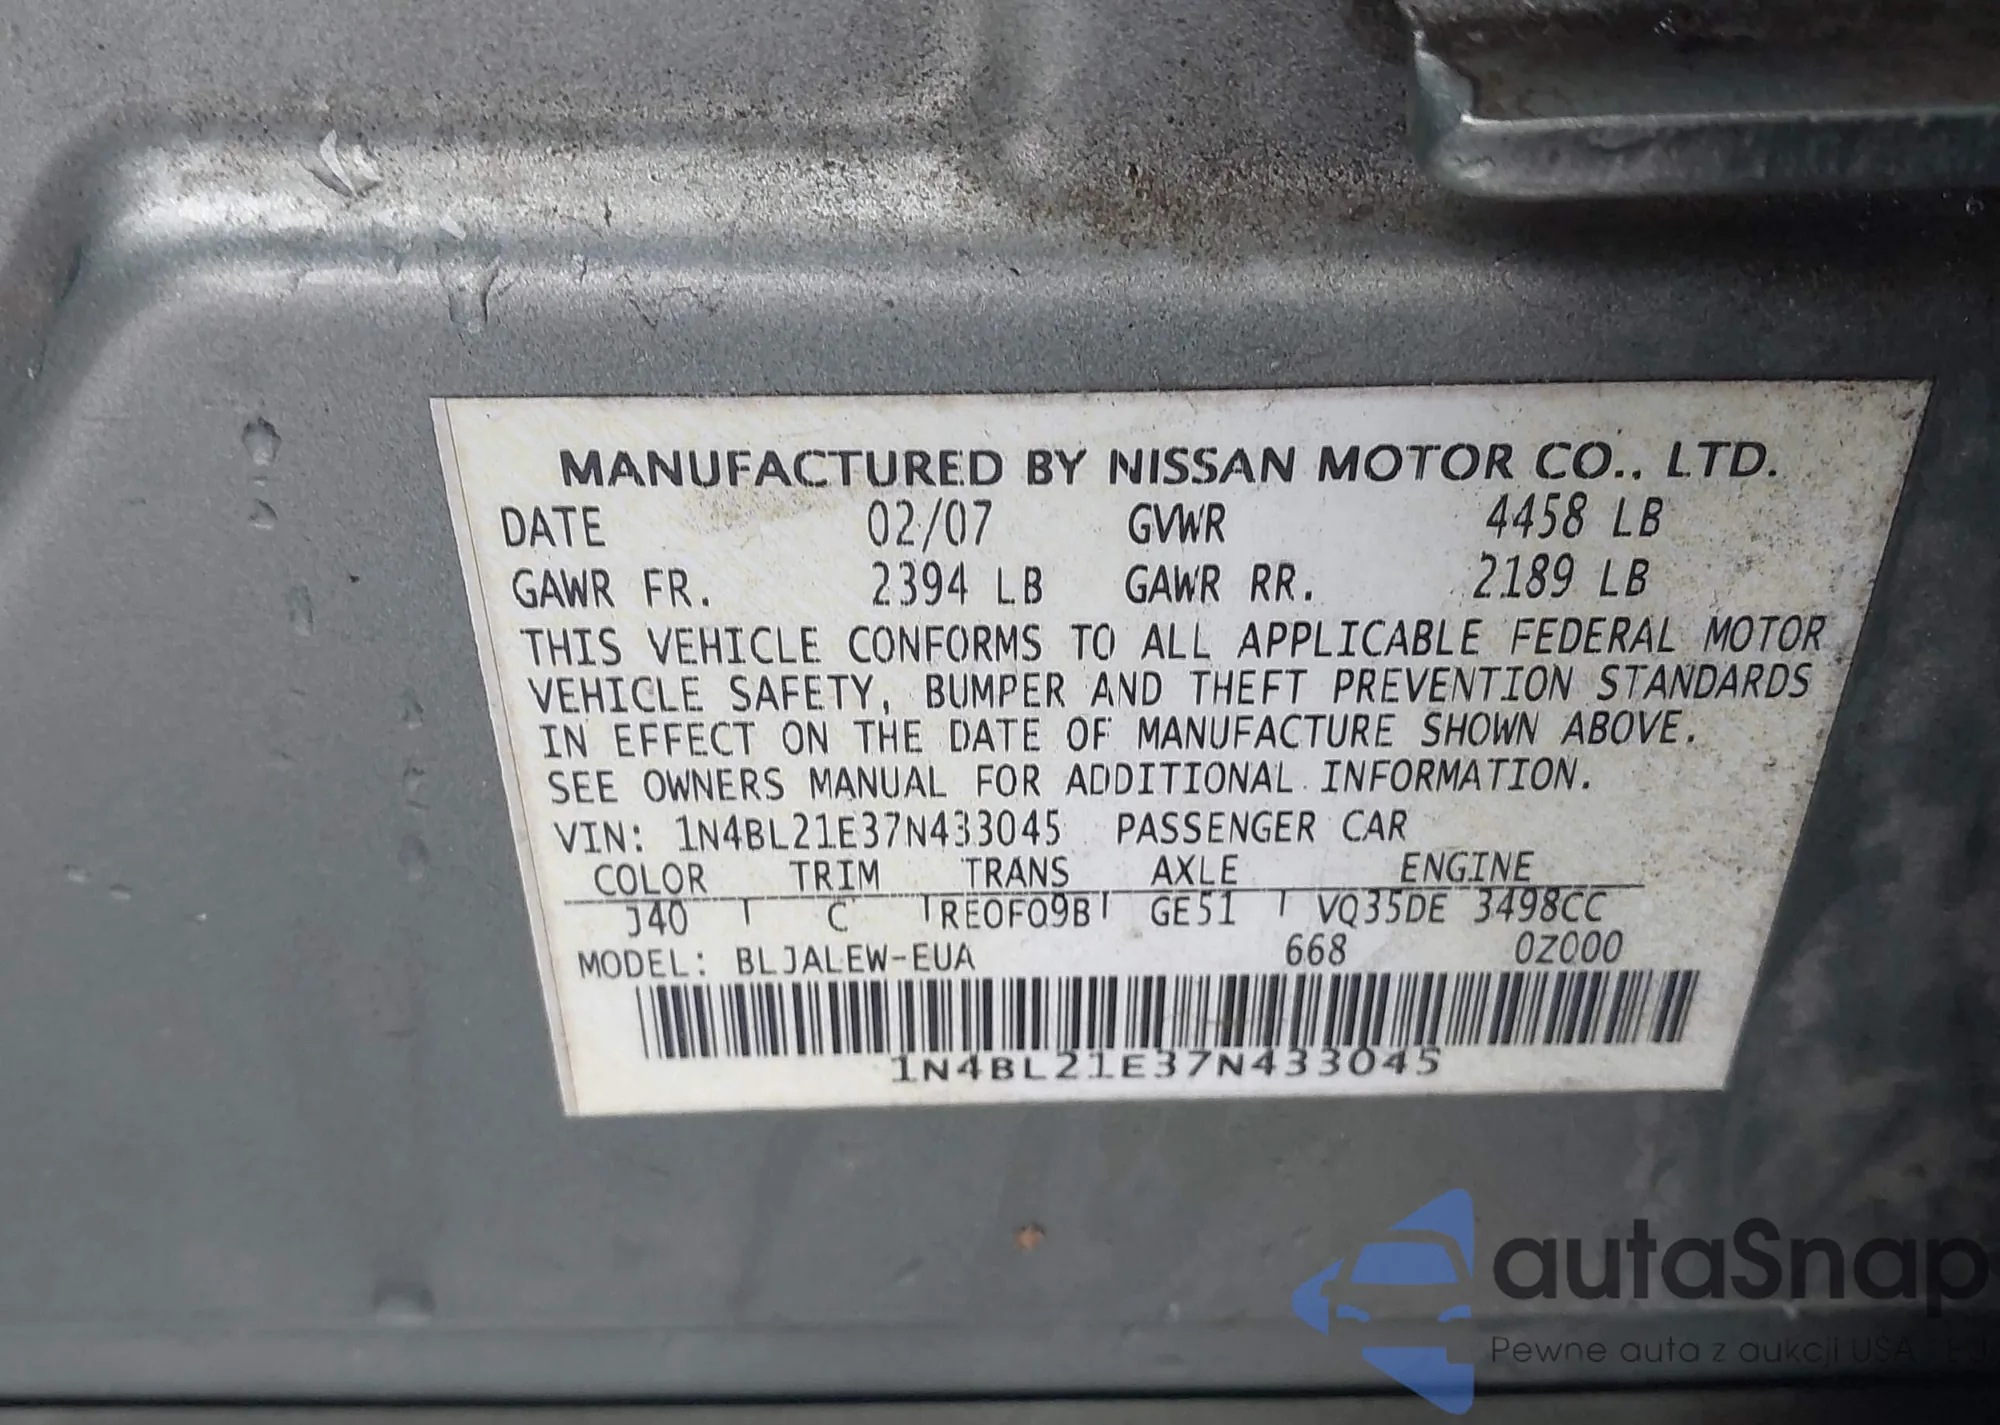 MANUFACTURED BY NISSAN MOTOR CO., LTD.
DATE 02/07 GVWR 4458 LB
GAWR FR. 2394 LB GAWR RR. 2189 LB
THIS VEHICLE CONFORMS TO ALL APPLICABLE FEDERAL MOTOR
VEHICLE SAFETY, BUMPER AND THEFT PREVENTION STANDARDS
IN EFFECT ON THE DATE OF MANUFACTURE SHOWN ABOVE.
SEE OWNERS MANUAL FOR ADDITIONAL INFORMATION.
VIN: 1N4BL21E37N433045 PASSENGER CAR
COLOR TRIM TRANS AXLE ENGINE
J40 C RE0F09B GE51 VQ35DE 3498CC
MODEL: BLJALEW-EUA 668 0Z000
1N4BL21E37N433045
autaSnap
Pewne auta z aukcji USA